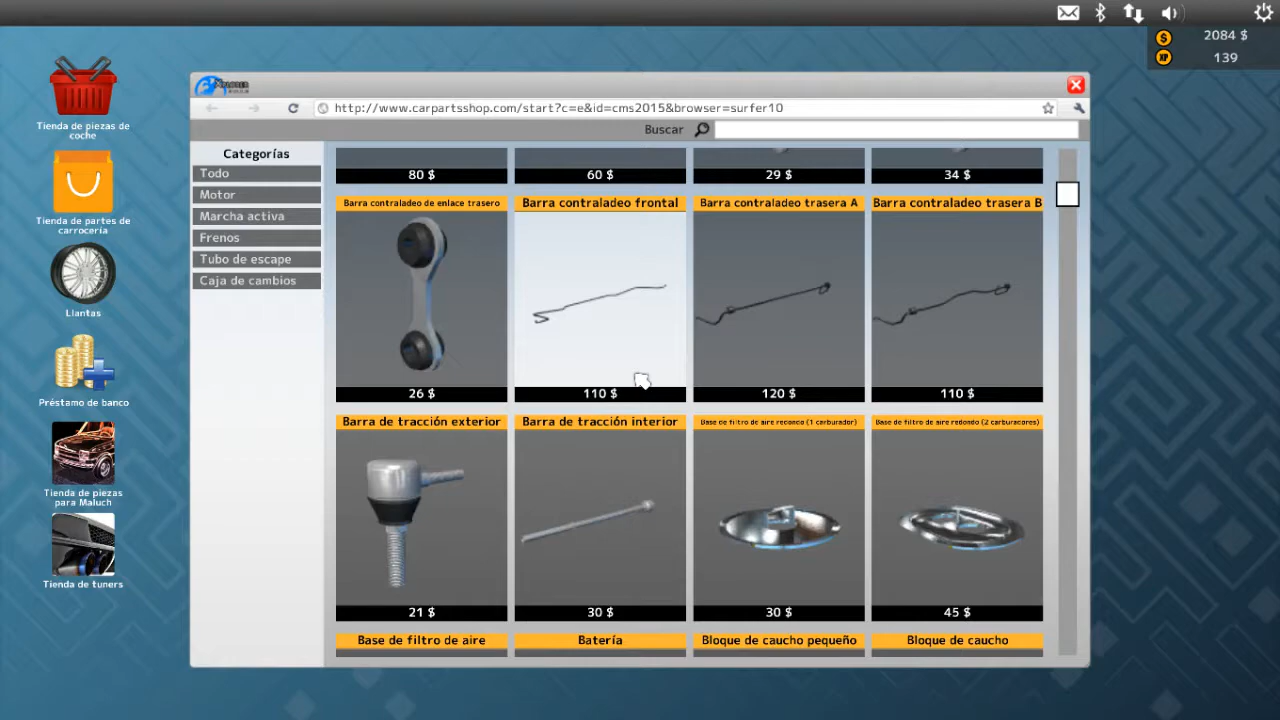 2084 $
139
http://www.carpartsshop.com/start?c=e&id=cms2015&browser=surfer10
Buscar
Tienda de piezas de
coche
Tienda de partes de
carrocería
Llantas
Préstamo de banco
Tienda de piezas
para Maluch
Tienda de tuners
Categorías
Todo
Motor
Marcha activa
Frenos
Tubo de escape
Caja de cambios
80 $
60 $
29 $
34 $
Barra contraladeo de enlace trasero
Barra contraladeo frontal
Barra contraladeo trasera A
Barra contraladeo trasera B
26 $
110 $
120 $
110 $
Barra de tracción exterior
Barra de tracción interior
Base de filtro de aire redondo (1 carburador)
Base de filtro de aire redondo (2 carburadores)
21 $
30 $
30 $
45 $
Base de filtro de aire
Batería
Bloque de caucho pequeño
Bloque de caucho